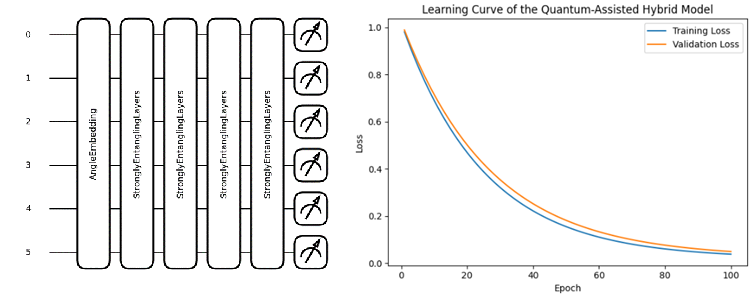 0
1
2
3
4
5
AngleEmbedding
StronglyEntanglingLayers
StronglyEntanglingLayers
StronglyEntanglingLayers
StronglyEntanglingLayers
Learning Curve of the Quantum-Assisted Hybrid Model
Training Loss
Validation Loss
Loss
1.0
0.8
0.6
0.4
0.2
0.0
0 20 40 60 80 100
Epoch